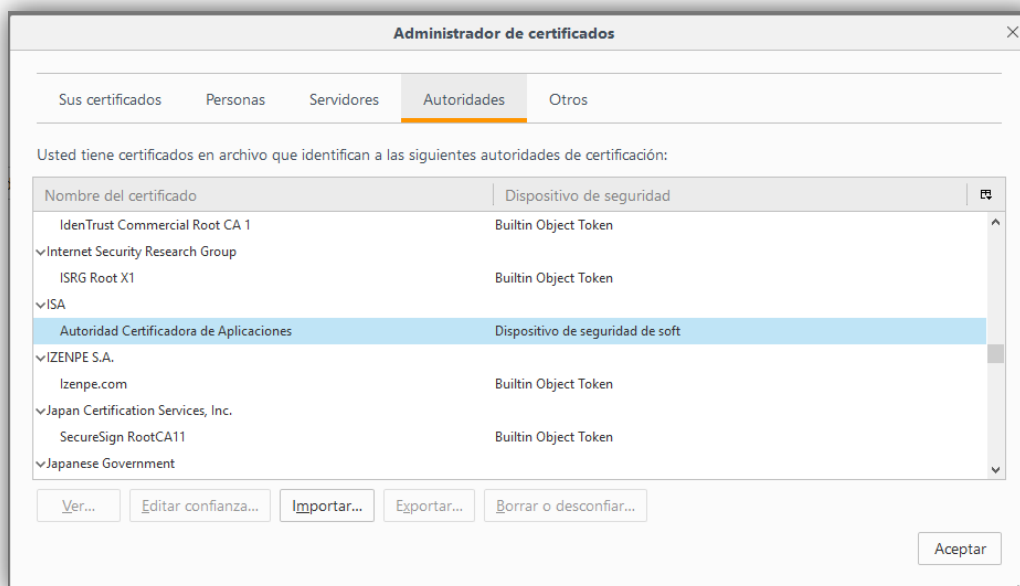 Administrador de certificados
Sus certificados Personas Servidores Autoridades Otros
Usted tiene certificados en archivo que identifican a las siguientes autoridades de certificación:
Nombre del certificado Dispositivo de seguridad
IdenTrust Commercial Root CA 1 Builtin Object Token
Internet Security Research Group
ISRG Root X1 Builtin Object Token
ISA
Autoridad Certificadora de Aplicaciones Dispositivo de seguridad de soft
IZENPE S.A.
Izenpe.com Builtin Object Token
Japan Certification Services, Inc.
SecureSign RootCA11 Builtin Object Token
Japanese Government
Ver... Editar confianza... Importar... Exportar... Borrar o desconfiar...
Aceptar